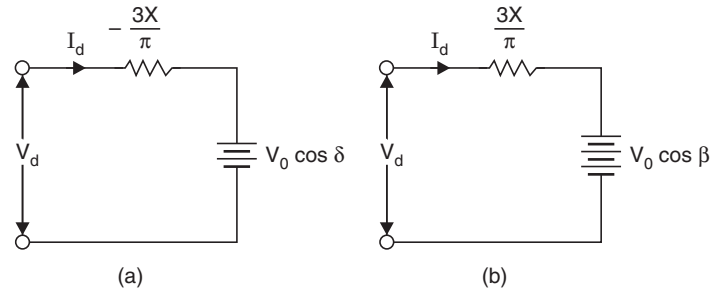 I_d
− 3X/π
V_d
V_0 cos δ
(a)
I_d
3X/π
V_d
V_0 cos β
(b)